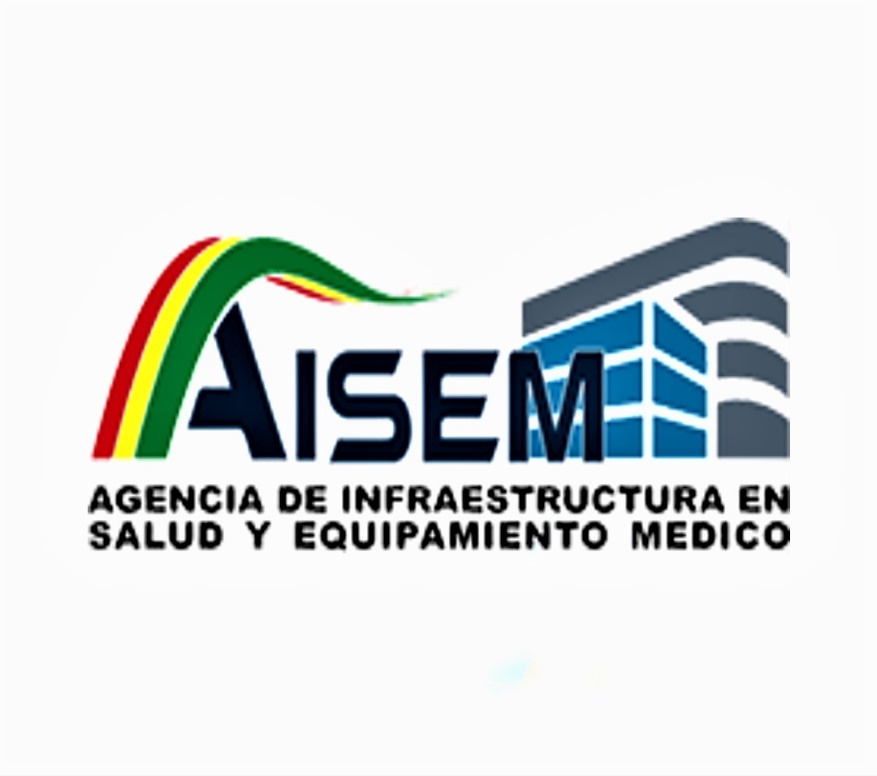 AISEM
AGENCIA DE INFRAESTRUCTURA EN
SALUD Y EQUIPAMIENTO MEDICO